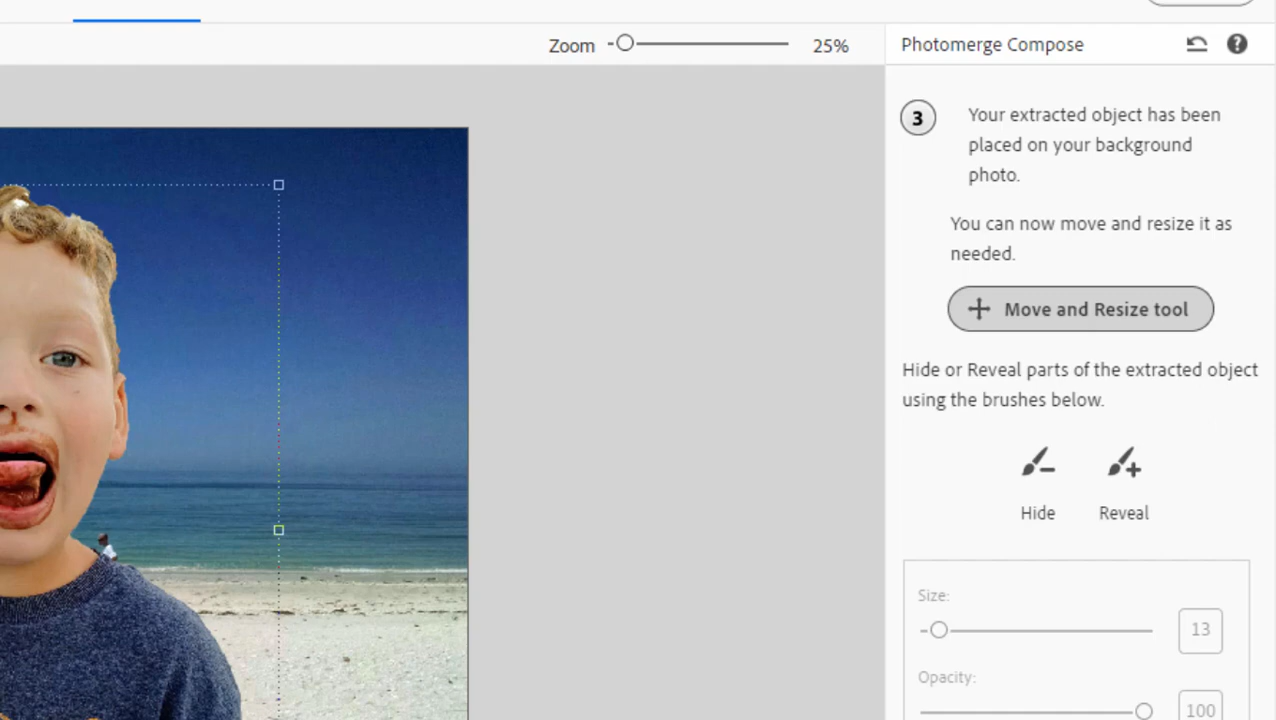 Zoom 25%
Photomerge Compose
3
Your extracted object has been
placed on your background
photo.
You can now move and resize it as
needed.
Move and Resize tool
Hide or Reveal parts of the extracted object
using the brushes below.
Hide Reveal
Size:
13
Opacity:
100